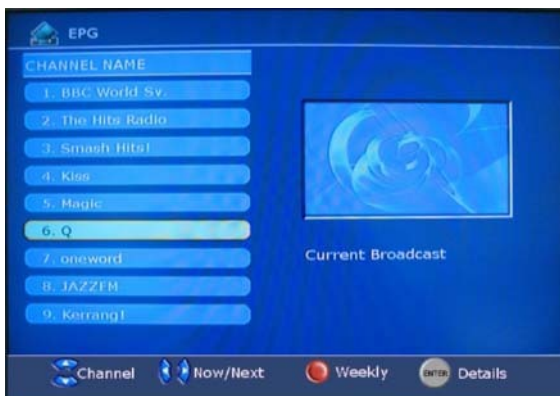 EPG
CHANNEL NAME
1. BBC World Sv.
2. The Hits Radio
3. Smash Hits!
4. Kiss
5. Magic
6. Q
7. oneword
8. JAZZFM
9. Kerrang!
Current Broadcast
Channel Now/Next Weekly ENTER Details